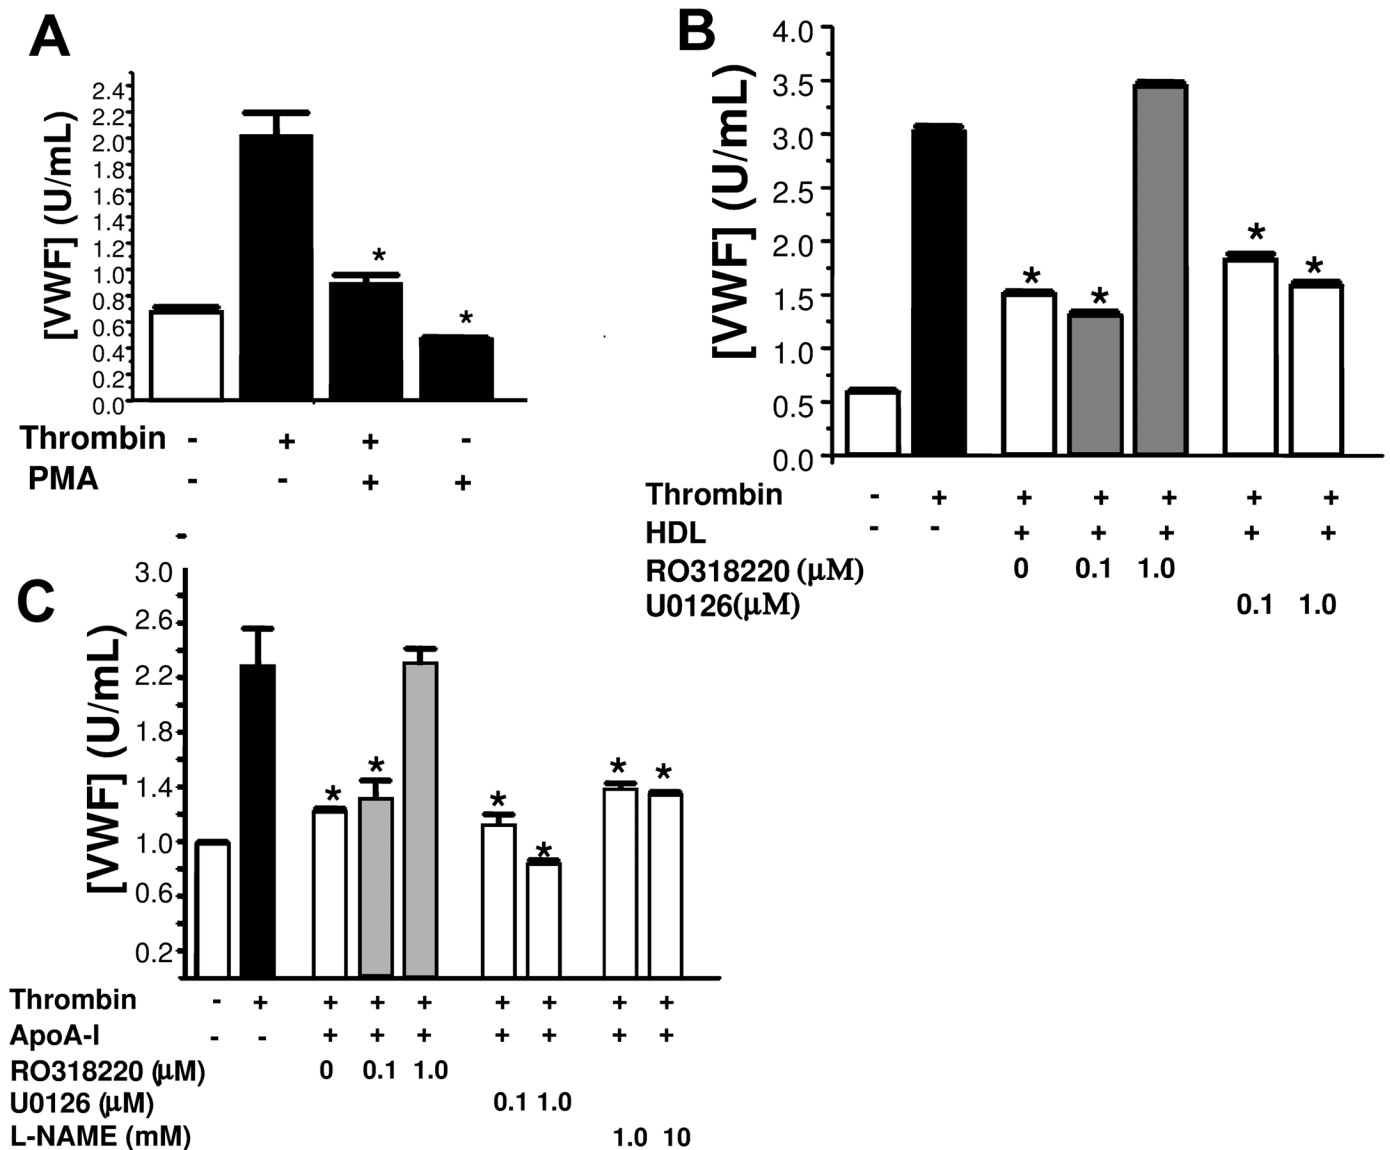 A
[VWF] (U/mL)
2.4
2.2
2.0
1.8
1.6
1.4
1.2
1.0
0.8
0.6
0.4
0.2
0.0
*
*
Thrombin - + + -
PMA - - + +
B
[VWF] (U/mL)
4.0
3.5
3.0
2.5
2.0
1.5
1.0
0.5
0.0
* * * *
Thrombin - + + + + + +
HDL - - + + + + +
RO318220 (μM) 0 0.1 1.0
U0126(μM) 0.1 1.0
C
[VWF] (U/mL)
3.0
2.6
2.2
1.8
1.4
1.0
0.6
0.2
* * * * * *
Thrombin - + + + + + + + +
ApoA-I - - + + + + + + +
RO318220 (μM) 0 0.1 1.0
U0126 (μM) 0.1 1.0
L-NAME (mM) 1.0 10